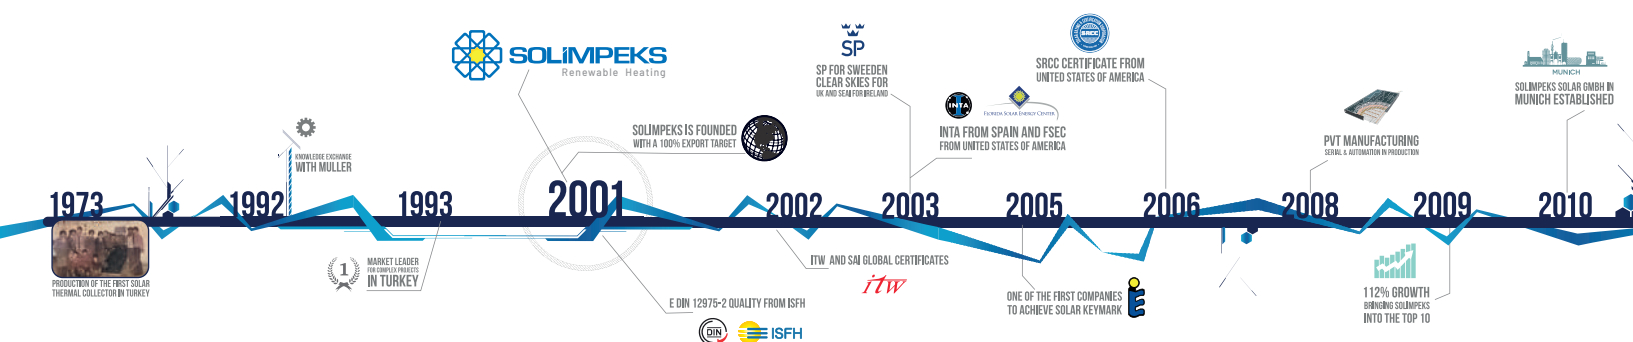 1973
PRODUCTION OF THE FIRST SOLAR
THERMAL COLLECTOR IN TURKEY
1992
KNOWLEDGE EXCHANGE
WITH MULLER
1993
1
MARKET LEADER
FOR COMPLEX PROJECTS
IN TURKEY
SOLIMPEKS
Renewable Heating
2001
SOLİMPEKS IS FOUNDED
WITH A 100% EXPORT TARGET
E DIN 12975-2 QUALITY FROM ISFH
DIN
ISFH
2002
ITW AND SAI GLOBAL CERTIFICATES
itw
SP
SP FOR SWEDEN
CLEAR SKIES FOR
UK AND SEAI FOR IRELAND
2003
INTA
FLORIDA SOLAR ENERGY CENTER
INTA FROM SPAIN AND FSEC
FROM UNITED STATES OF AMERICA
2005
ONE OF THE FIRST COMPANIES
TO ACHIEVE SOLAR KEYMARK
SRCC
SRCC CERTIFICATE FROM
UNITED STATES OF AMERICA
2006
PVT MANUFACTURING
SERIAL & AUTOMATION IN PRODUCTION
2008
2009
112% GROWTH
BRINGING SOLIMPEKS
INTO THE TOP 10
MUNICH
SOLIMPEKS SOLAR GMBH IN
MUNICH ESTABLISHED
2010